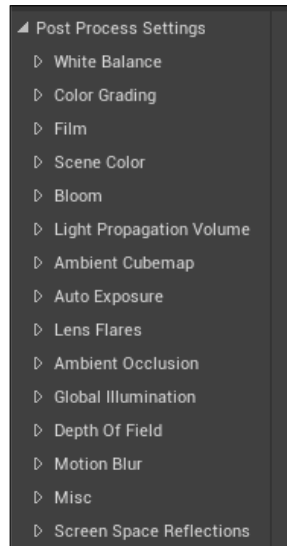 Post Process Settings
White Balance
Color Grading
Film
Scene Color
Bloom
Light Propagation Volume
Ambient Cubemap
Auto Exposure
Lens Flares
Ambient Occlusion
Global Illumination
Depth Of Field
Motion Blur
Misc
Screen Space Reflections